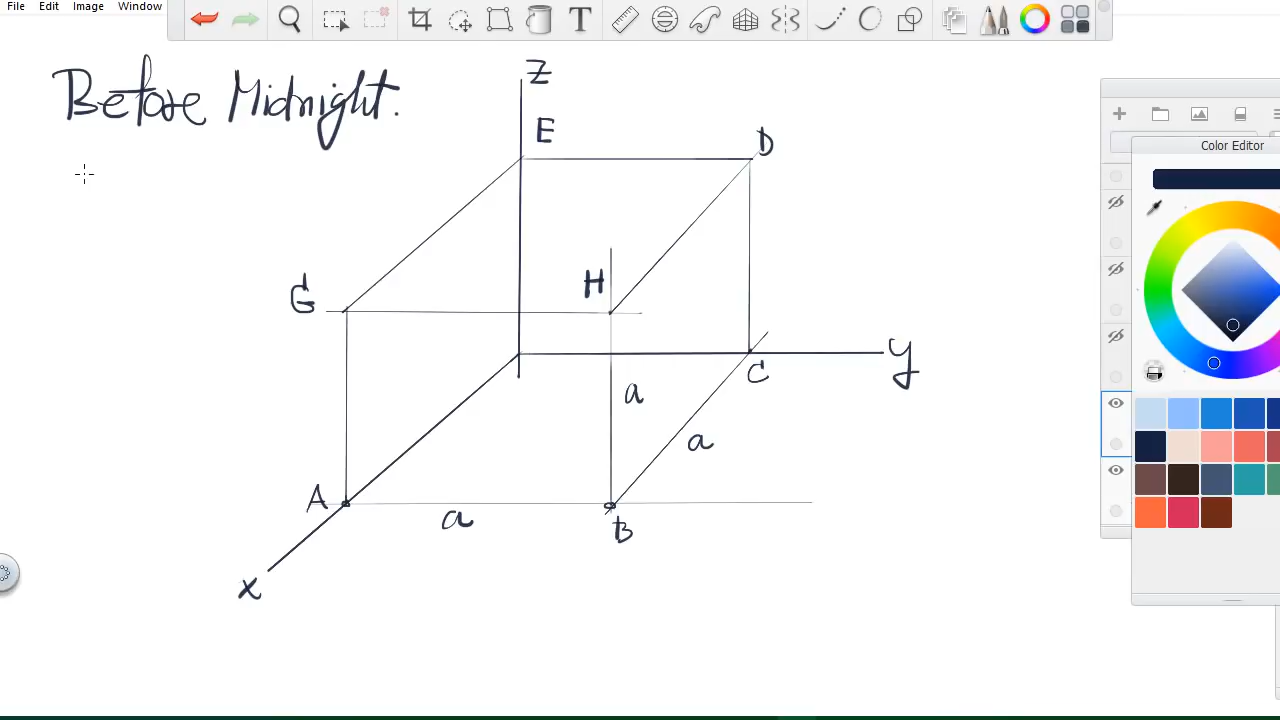 File Edit Image Window
T
Before Midnight.
Z
E
D
G
H
y
C
a
a
A
a
B
x
Color Editor